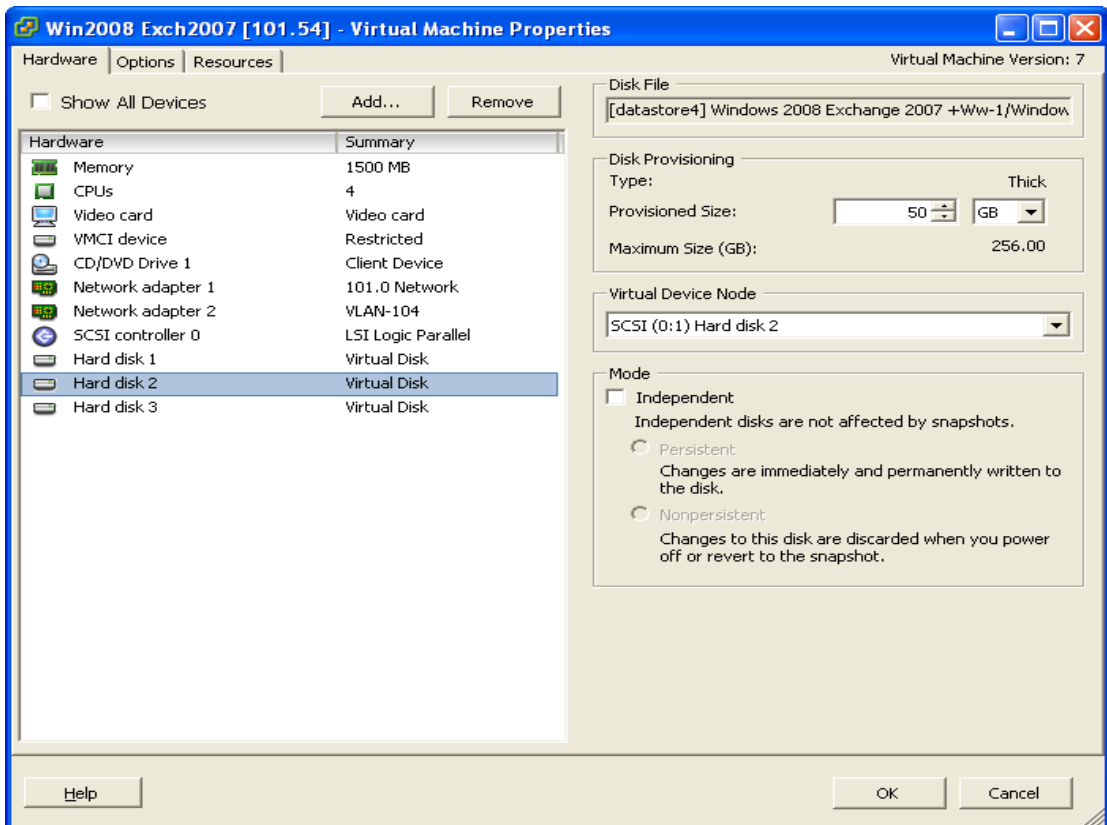 Win2008 Exch2007 [101.54] - Virtual Machine Properties
Hardware Options Resources
Virtual Machine Version: 7
Show All Devices
Add...
Remove
Hardware Summary
Memory 1500 MB
CPUs 4
Video card Video card
VMCI device Restricted
CD/DVD Drive 1 Client Device
Network adapter 1 101.0 Network
Network adapter 2 VLAN-104
SCSI controller 0 LSI Logic Parallel
Hard disk 1 Virtual Disk
Hard disk 2 Virtual Disk
Hard disk 3 Virtual Disk
Disk File
[datastore4] Windows 2008 Exchange 2007 +Ww-1/Window
Disk Provisioning
Type: Thick
Provisioned Size: 50 GB
Maximum Size (GB): 256.00
Virtual Device Node
SCSI (0:1) Hard disk 2
Mode
Independent
Independent disks are not affected by snapshots.
Persistent
Changes are immediately and permanently written to
the disk.
Nonpersistent
Changes to this disk are discarded when you power
off or revert to the snapshot.
Help
OK
Cancel